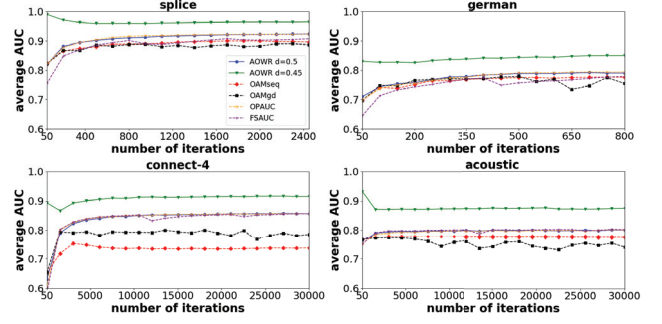 splice
average AUC
1.0
0.9
0.8
0.7
0.6
50 400 800 1200 1600 2000 2400
number of iterations
AOWR d=0.5
AOWR d=0.45
OAMseq
OAMgd
OPAUC
FSAUC
german
average AUC
1.0
0.9
0.8
0.7
0.6
50 200 350 500 650 800
number of iterations
connect-4
average AUC
1.0
0.9
0.8
0.7
0.6
50 5000 10000 15000 20000 25000 30000
number of iterations
acoustic
average AUC
1.0
0.9
0.8
0.7
0.6
50 5000 10000 15000 20000 25000 30000
number of iterations